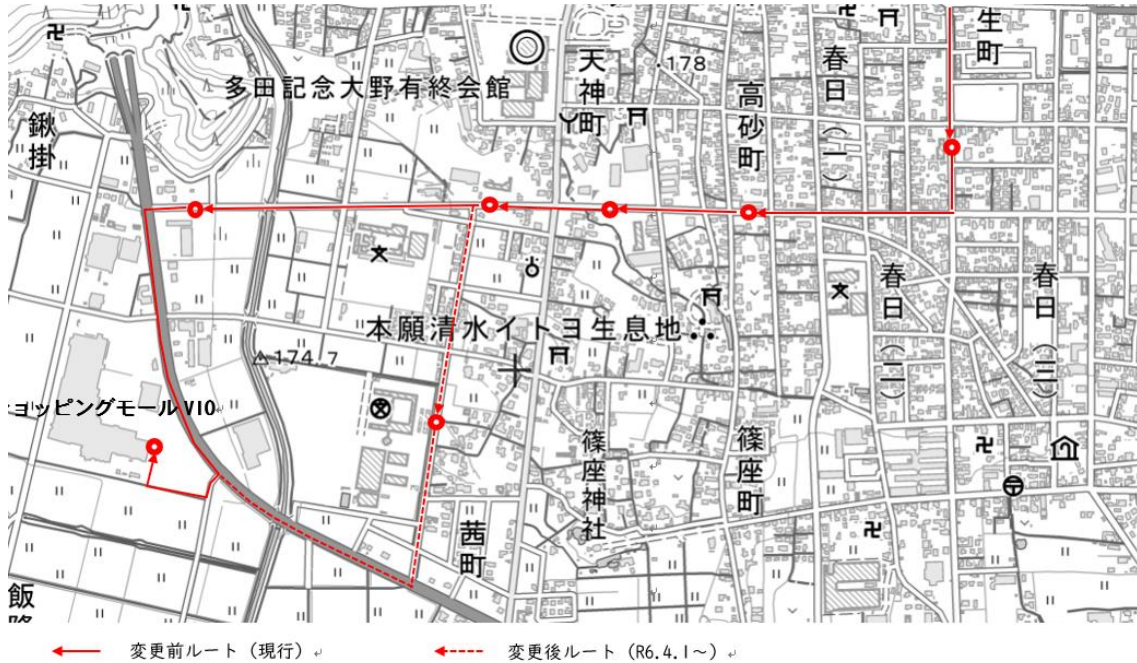 生町
天神町
・178
春日（一）
高砂町
多田記念大野有終会館
鍬掛
本願清水イトヨ生息地
174.7
春日（二）
春日（三）
ョッピングモール VIO
篠座神社
篠座町
茜町
飯降
変更前ルート（現行）
変更後ルート（R6.4.1～）